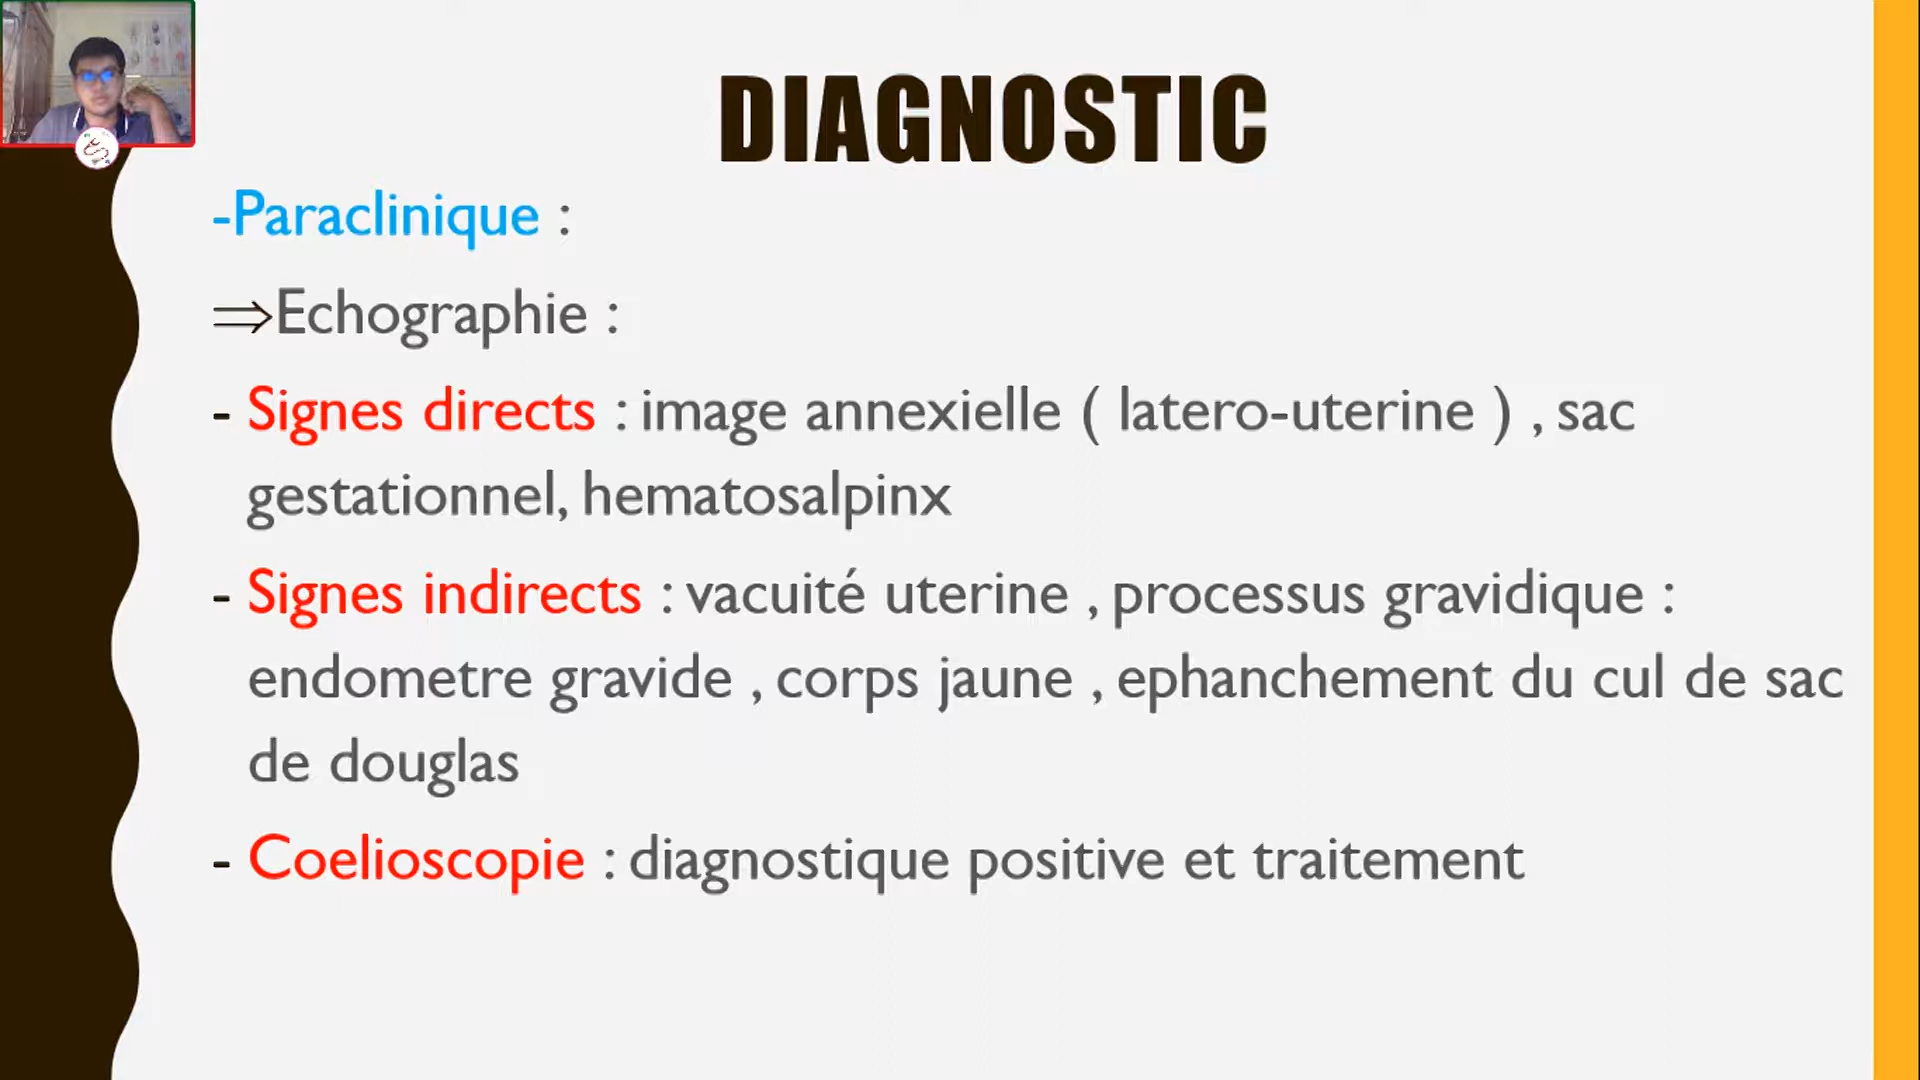 DIAGNOSTIC
-Paraclinique :
⇒Echographie :
- Signes directs : image annexielle ( latero-uterine ) , sac
gestationnel, hematosalpinx
- Signes indirects : vacuité uterine , processus gravidique :
endometre gravide , corps jaune , ephanchement du cul de sac
de douglas
- Coelioscopie : diagnostique positive et traitement